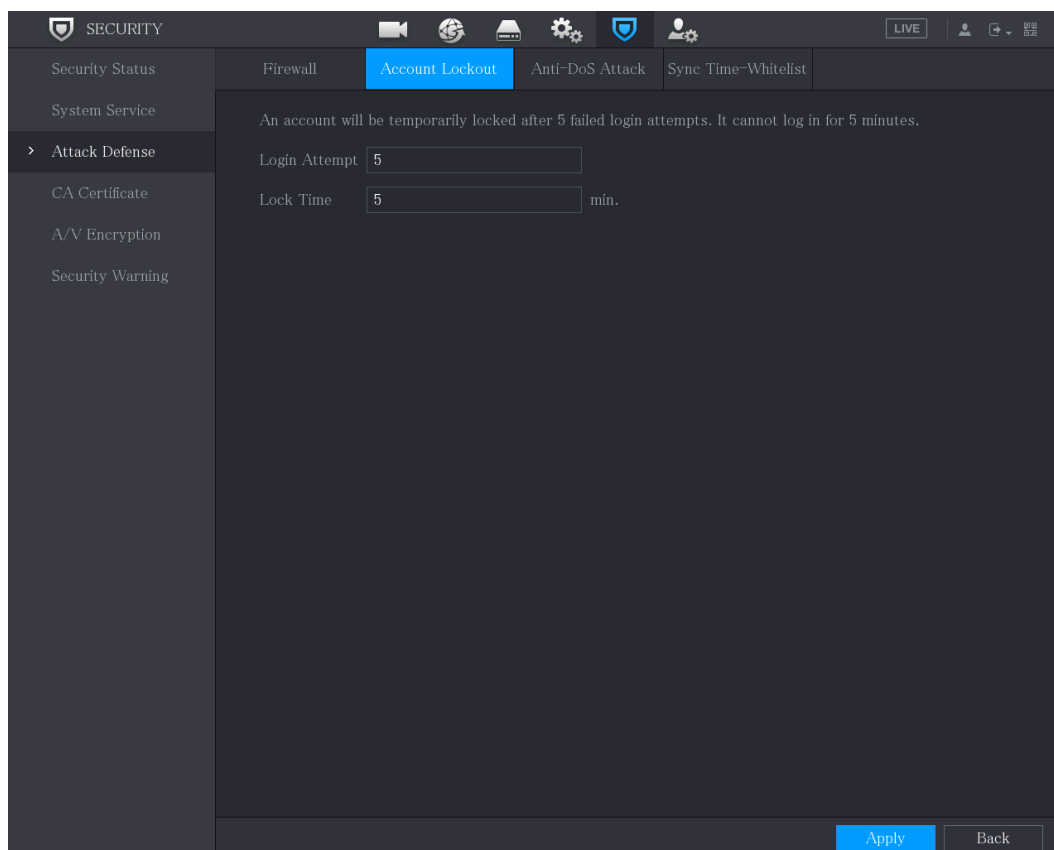 SECURITY
LIVE
Security Status
System Service
Attack Defense
CA Certificate
A/V Encryption
Security Warning
Firewall
Account Lockout
Anti-DoS Attack
Sync Time-Whitelist
An account will be temporarily locked after 5 failed login attempts. It cannot log in for 5 minutes.
Login Attempt 5
Lock Time 5 min.
Apply
Back